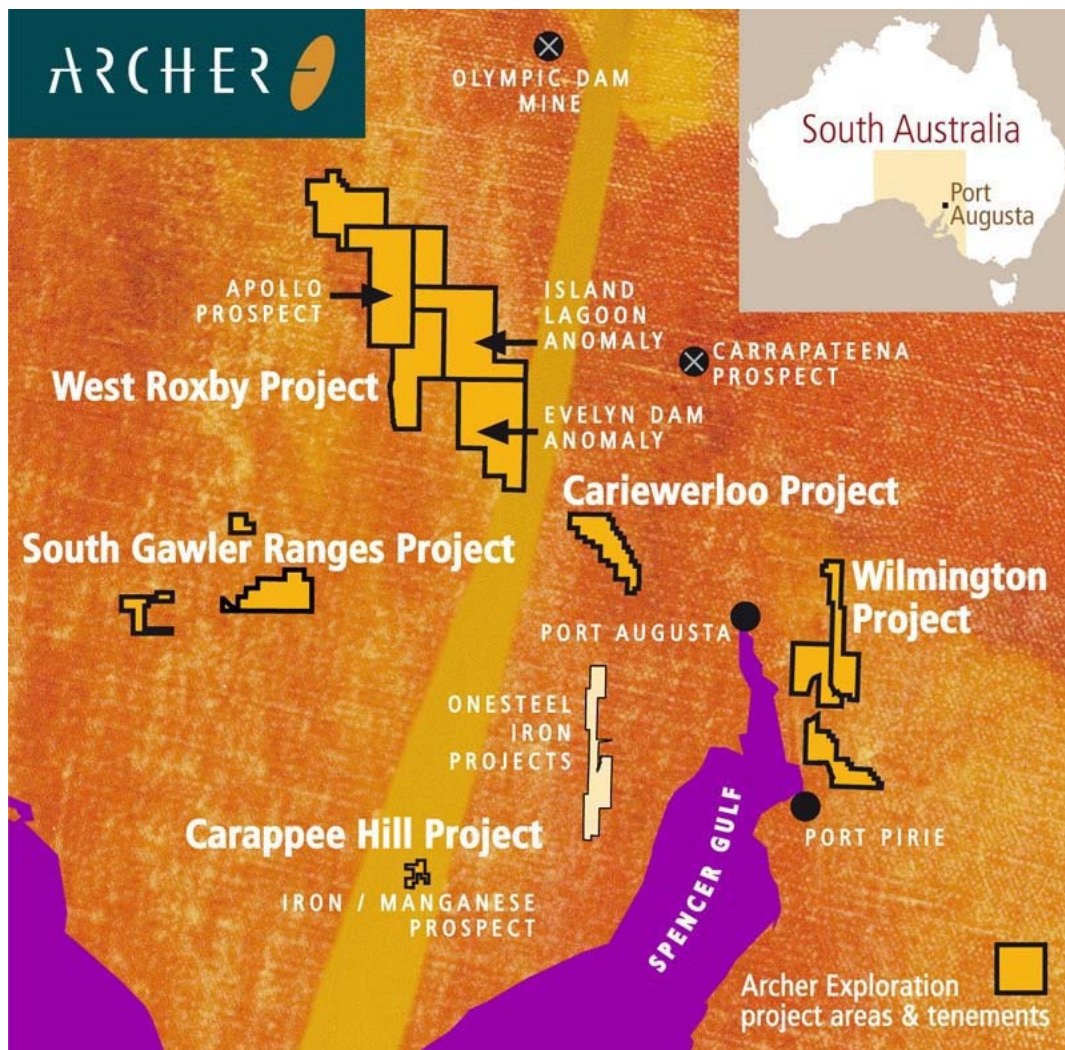 ARCHER
OLYMPIC DAM
MINE
South Australia
Port
Augusta
APOLLO
PROSPECT
ISLAND
LAGOON
ANOMALY
CARRAPATEENA
PROSPECT
West Roxby Project
EVELYN DAM
ANOMALY
Cariewerloo Project
South Gawler Ranges Project
Wilmington
Project
PORT AUGUSTA
ONESTEEL
IRON
PROJECTS
SPENCER GULF
Carappee Hill Project
PORT PIRIE
IRON / MANGANESE
PROSPECT
Archer Exploration
project areas & tenements